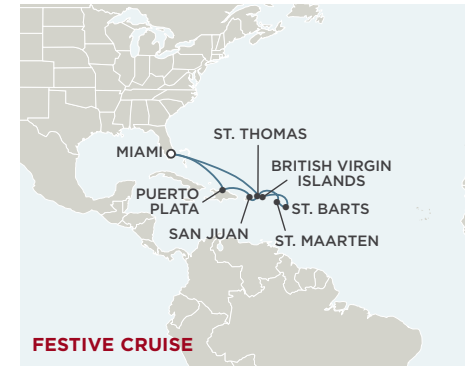 ST. THOMAS
MIAMI
BRITISH VIRGIN
ISLANDS
PUERTO
PLATA
ST. BARTS
SAN JUAN
ST. MAARTEN
FESTIVE CRUISE